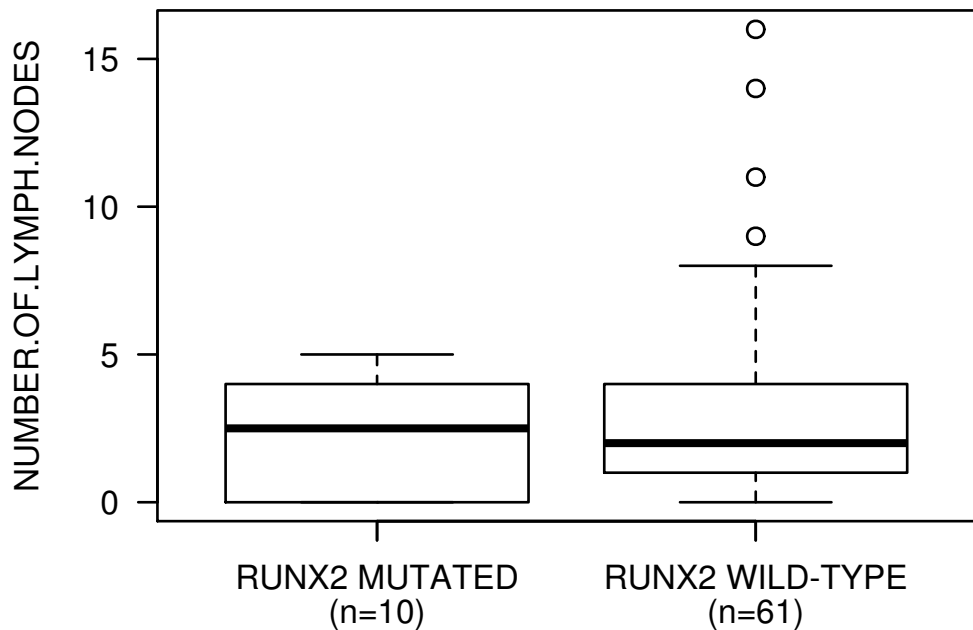 NUMBER.OF.LYMPH.NODES
15
10
5
0
RUNX2 MUTATED
(n=10)
RUNX2 WILD-TYPE
(n=61)